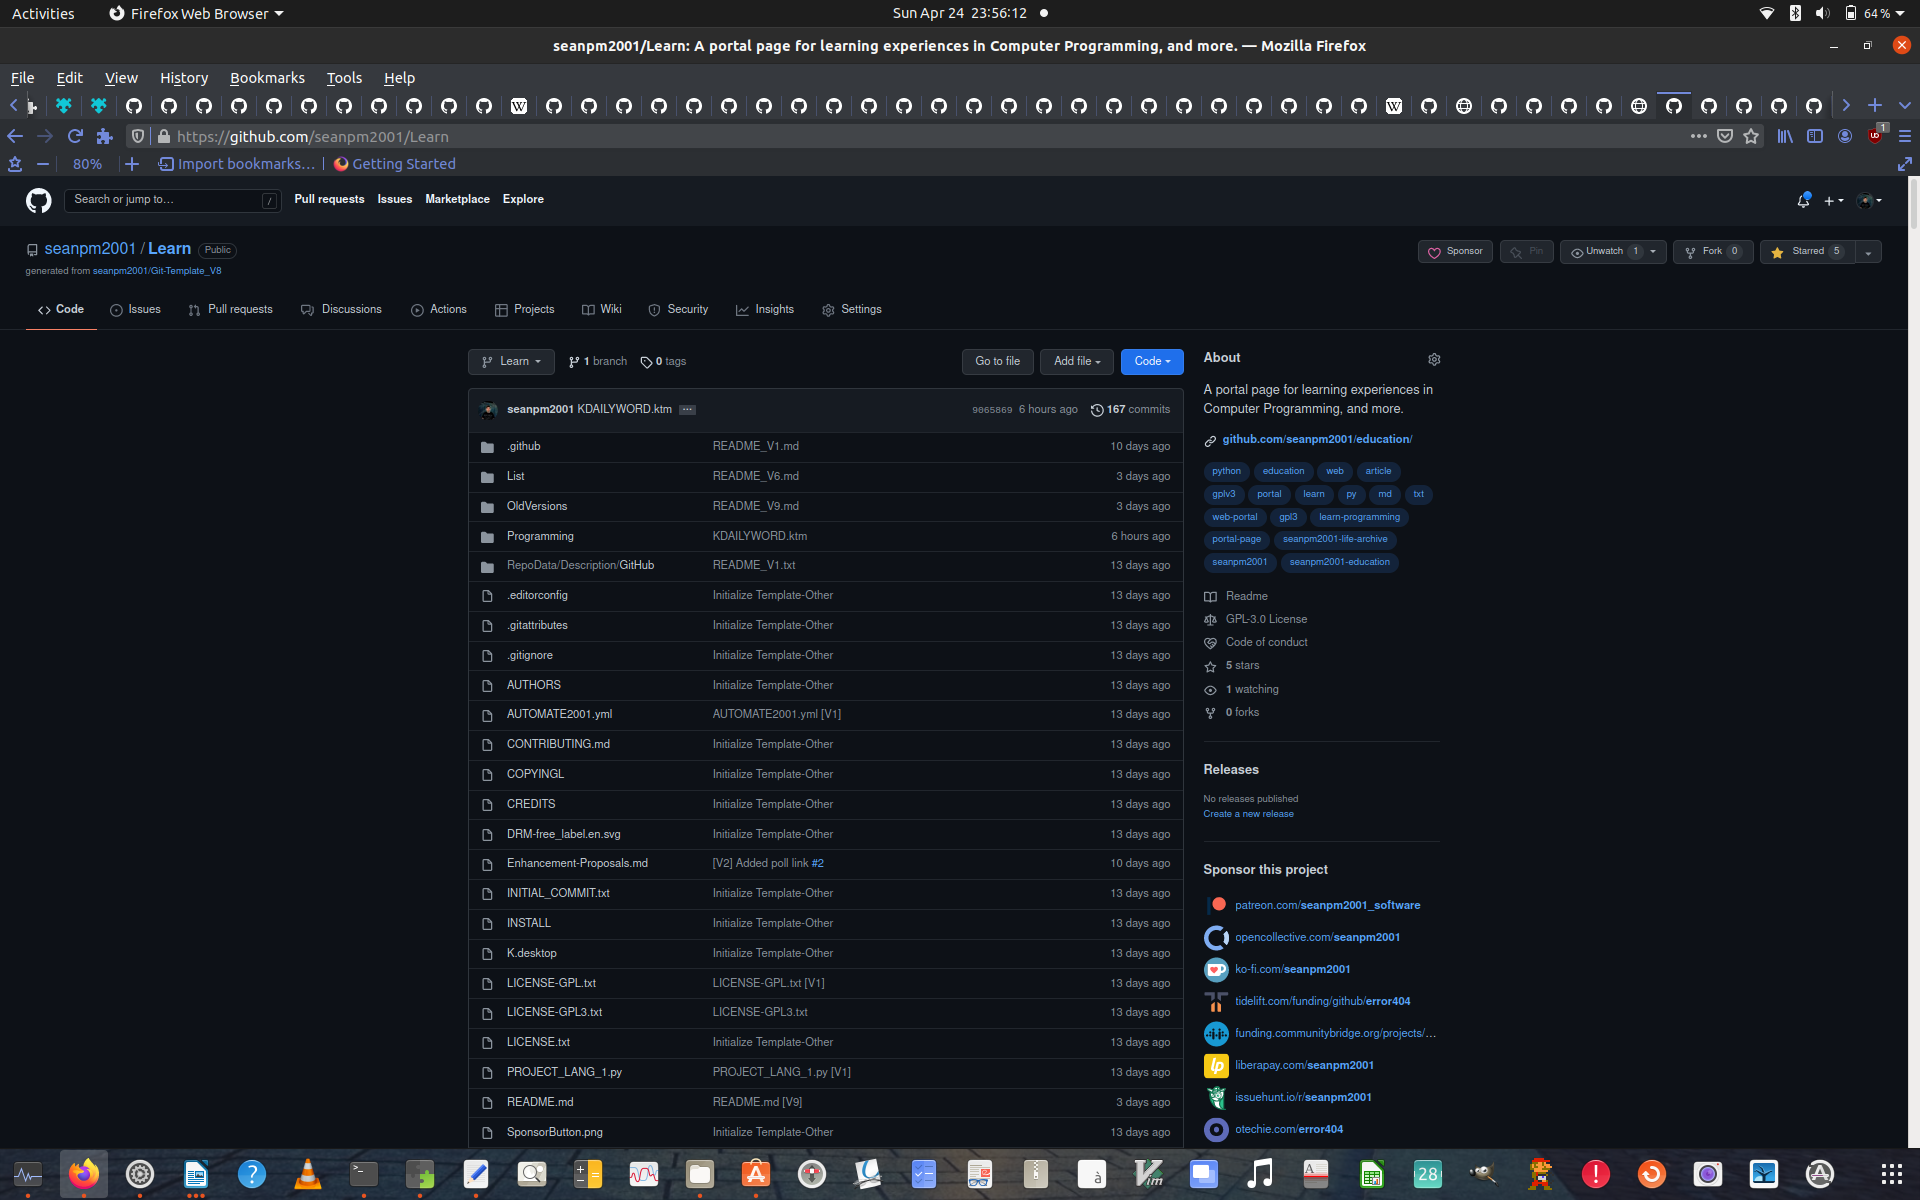 Activities
Firefox Web Browser
Sun Apr 24  23:56:12
64 %
seanpm2001/Learn: A portal page for learning experiences in Computer Programming, and more. — Mozilla Firefox
File Edit View History Bookmarks Tools Help
https://github.com/seanpm2001/Learn
1
80%
Import bookmarks...
Getting Started
Search or jump to...
/
Pull requests Issues Marketplace Explore
seanpm2001 / Learn Public
generated from seanpm2001/Git-Template_V8
Sponsor
Pin
Unwatch 1
Fork 0
Starred 5
Code
Issues
Pull requests
Discussions
Actions
Projects
Wiki
Security
Insights
Settings
Learn
1 branch
0 tags
Go to file
Add file
Code
seanpm2001 KDAILYWORD.ktm ...
9065869 6 hours ago
167 commits
.github README_V1.md 10 days ago
List README_V6.md 3 days ago
OldVersions README_V9.md 3 days ago
Programming KDAILYWORD.ktm 6 hours ago
RepoData/Description/GitHub README_V1.txt 13 days ago
.editorconfig Initialize Template-Other 13 days ago
.gitattributes Initialize Template-Other 13 days ago
.gitignore Initialize Template-Other 13 days ago
AUTHORS Initialize Template-Other 13 days ago
AUTOMATE2001.yml AUTOMATE2001.yml [V1] 13 days ago
CONTRIBUTING.md Initialize Template-Other 13 days ago
COPYINGL Initialize Template-Other 13 days ago
CREDITS Initialize Template-Other 13 days ago
DRM-free_label.en.svg Initialize Template-Other 13 days ago
Enhancement-Proposals.md [V2] Added poll link #2 10 days ago
INITIAL_COMMIT.txt Initialize Template-Other 13 days ago
INSTALL Initialize Template-Other 13 days ago
K.desktop Initialize Template-Other 13 days ago
LICENSE-GPL.txt LICENSE-GPL.txt [V1] 13 days ago
LICENSE-GPL3.txt LICENSE-GPL3.txt 13 days ago
LICENSE.txt Initialize Template-Other 13 days ago
PROJECT_LANG_1.py PROJECT_LANG_1.py [V1] 13 days ago
README.md README.md [V9] 3 days ago
SponsorButton.png Initialize Template-Other 13 days ago
About
A portal page for learning experiences in
Computer Programming, and more.
github.com/seanpm2001/education/
python education web article
gplv3 portal learn py md txt
web-portal gpl3 learn-programming
portal-page seanpm2001-life-archive
seanpm2001 seanpm2001-education
Readme
GPL-3.0 License
Code of conduct
5 stars
1 watching
0 forks
Releases
No releases published
Create a new release
Sponsor this project
patreon.com/seanpm2001_software
opencollective.com/seanpm2001
ko-fi.com/seanpm2001
tidelift.com/funding/github/error404
funding.communitybridge.org/projects/...
lp
liberapay.com/seanpm2001
issuehunt.io/r/seanpm2001
otechie.com/error404
28